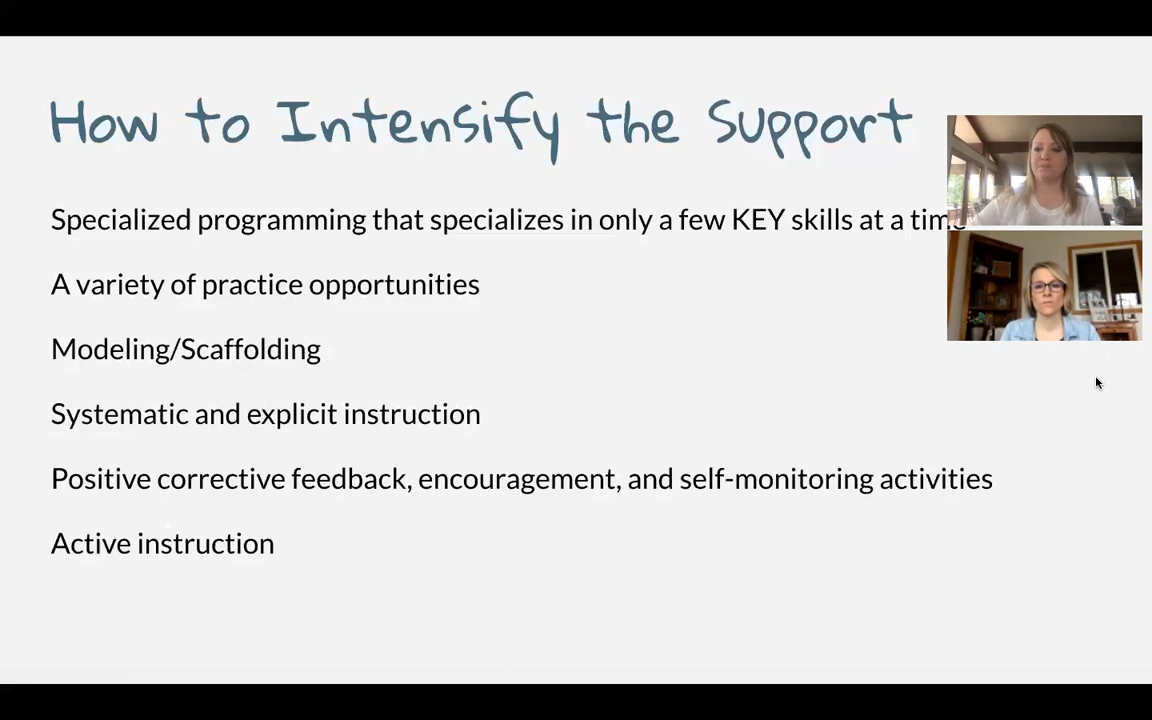 How to Intensify the Support
Specialized programming that specializes in only a few KEY skills at a time
A variety of practice opportunities
Modeling/Scaffolding
Systematic and explicit instruction
Positive corrective feedback, encouragement, and self-monitoring activities
Active instruction